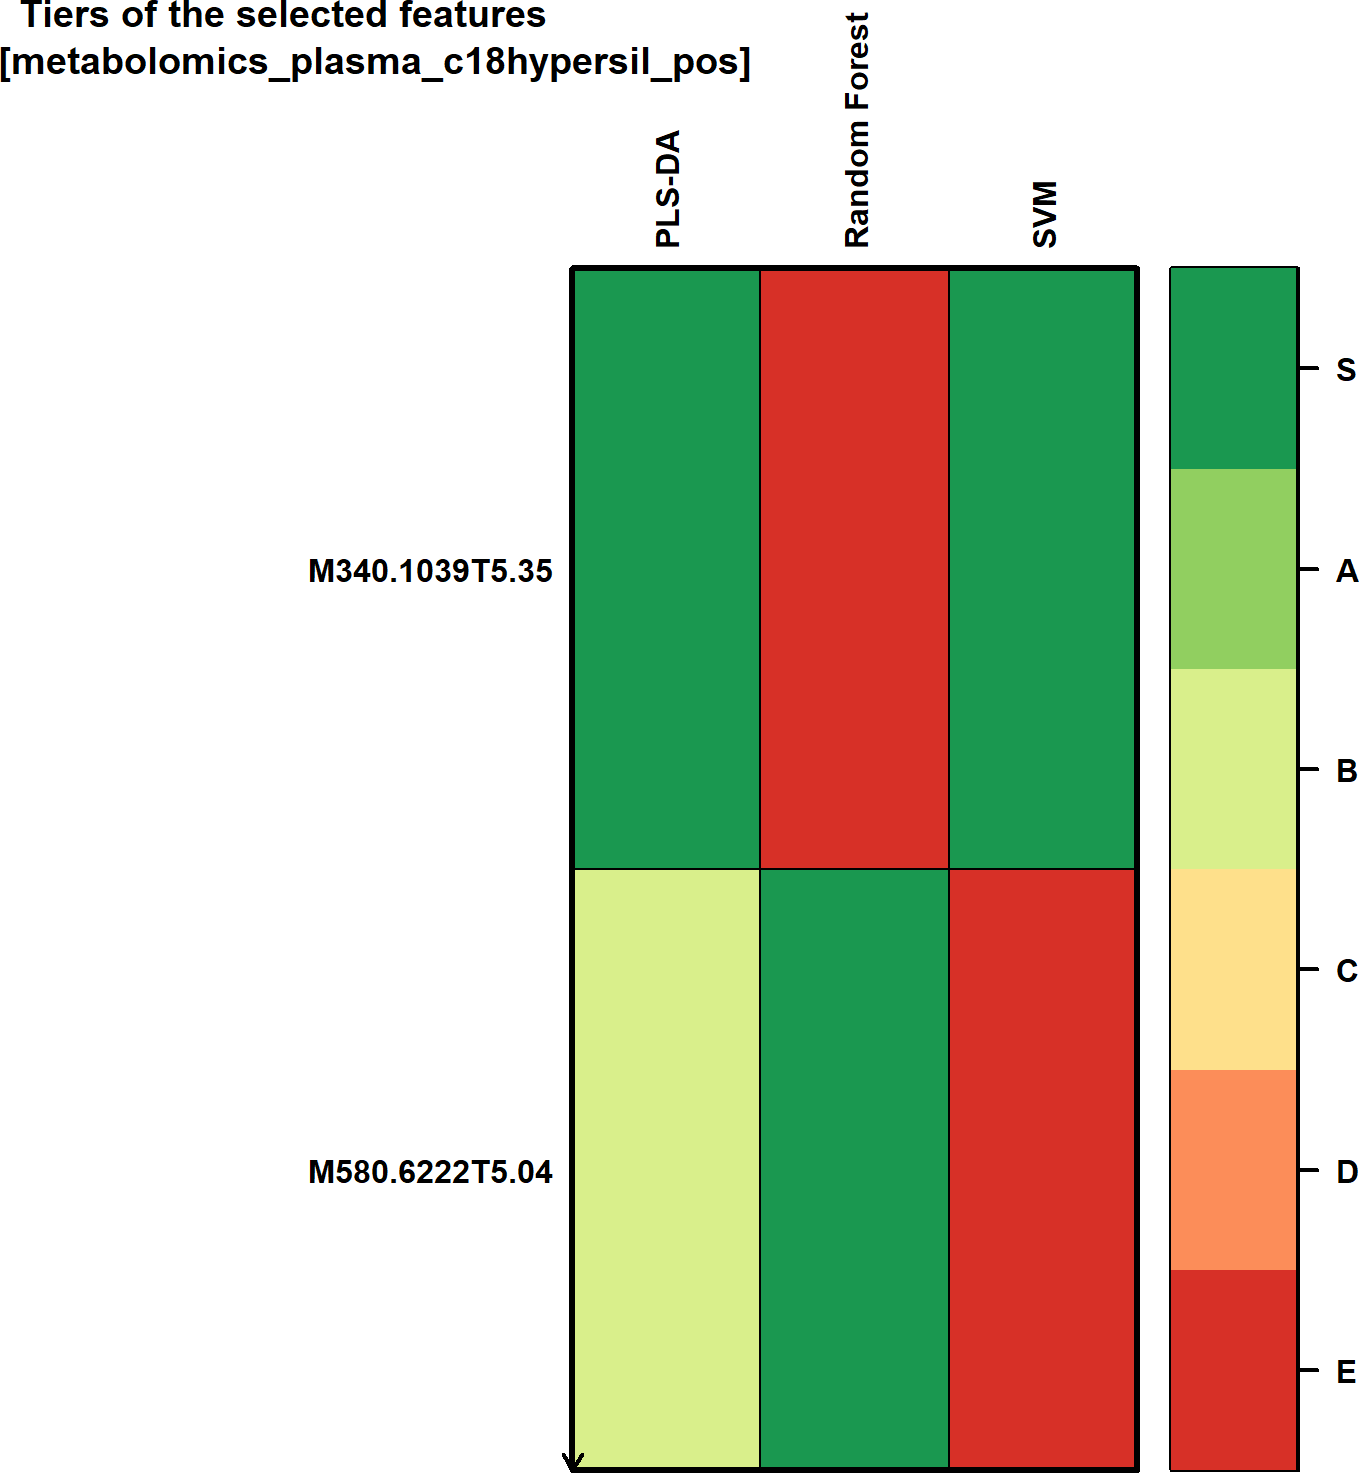 Tiers of the selected features
[metabolomics_plasma_c18hypersil_pos]
PLS-DA
Random Forest
SVM
M340.1039T5.35
M580.6222T5.04
S
A
B
C
D
E